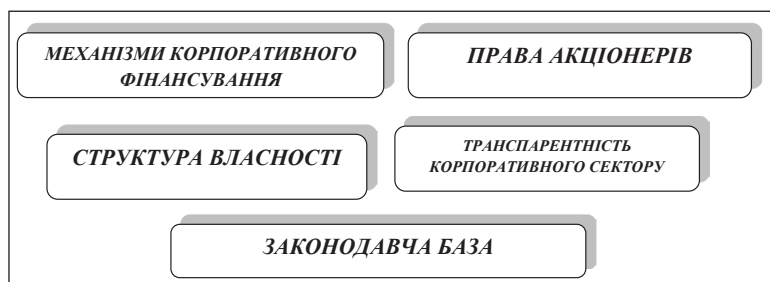 МЕХАНІЗМИ КОРПОРАТИВНОГО
ФІНАНСУВАННЯ
ПРАВА АКЦІОНЕРІВ
СТРУКТУРА ВЛАСНОСТІ
ТРАНСПАРЕНТНІСТЬ
КОРПОРАТИВНОГО СЕКТОРУ
ЗАКОНОДАВЧА БАЗА